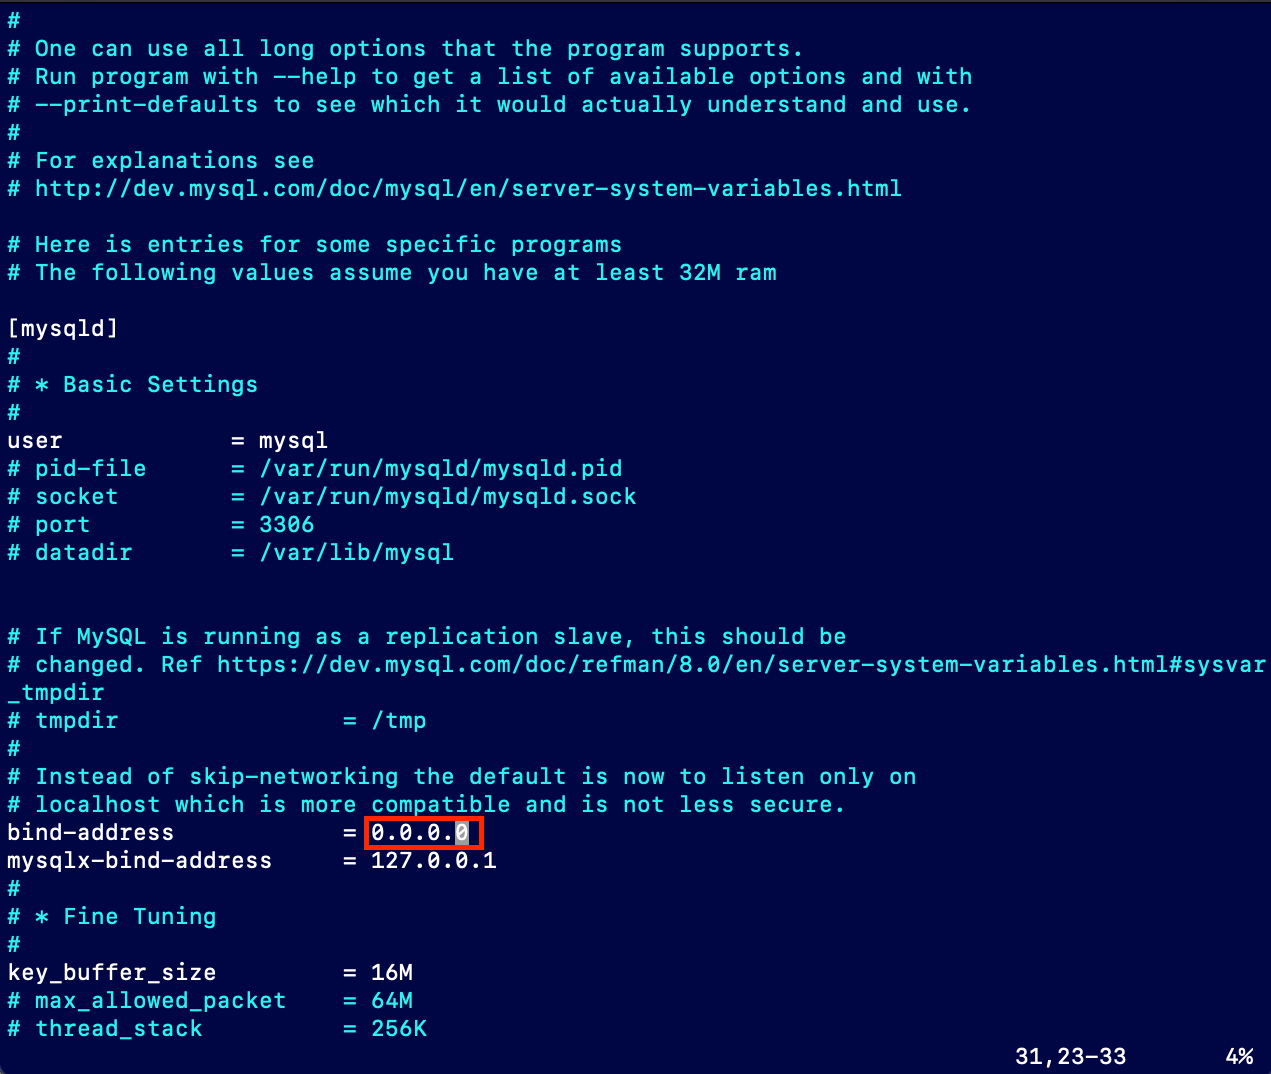 #
# One can use all long options that the program supports.
# Run program with --help to get a list of available options and with
# --print-defaults to see which it would actually understand and use.
#
# For explanations see
# http://dev.mysql.com/doc/mysql/en/server-system-variables.html

# Here is entries for some specific programs
# The following values assume you have at least 32M ram

[mysqld]
#
# * Basic Settings
#
user            = mysql
# pid-file      = /var/run/mysqld/mysqld.pid
# socket        = /var/run/mysqld/mysqld.sock
# port          = 3306
# datadir       = /var/lib/mysql


# If MySQL is running as a replication slave, this should be
# changed. Ref https://dev.mysql.com/doc/refman/8.0/en/server-system-variables.html#sysvar
_tmpdir
# tmpdir                = /tmp
#
# Instead of skip-networking the default is now to listen only on
# localhost which is more compatible and is not less secure.
bind-address            = 0.0.0.0
mysqlx-bind-address     = 127.0.0.1
#
# * Fine Tuning
#
key_buffer_size         = 16M
# max_allowed_packet    = 64M
# thread_stack          = 256K
31,23-33       4%